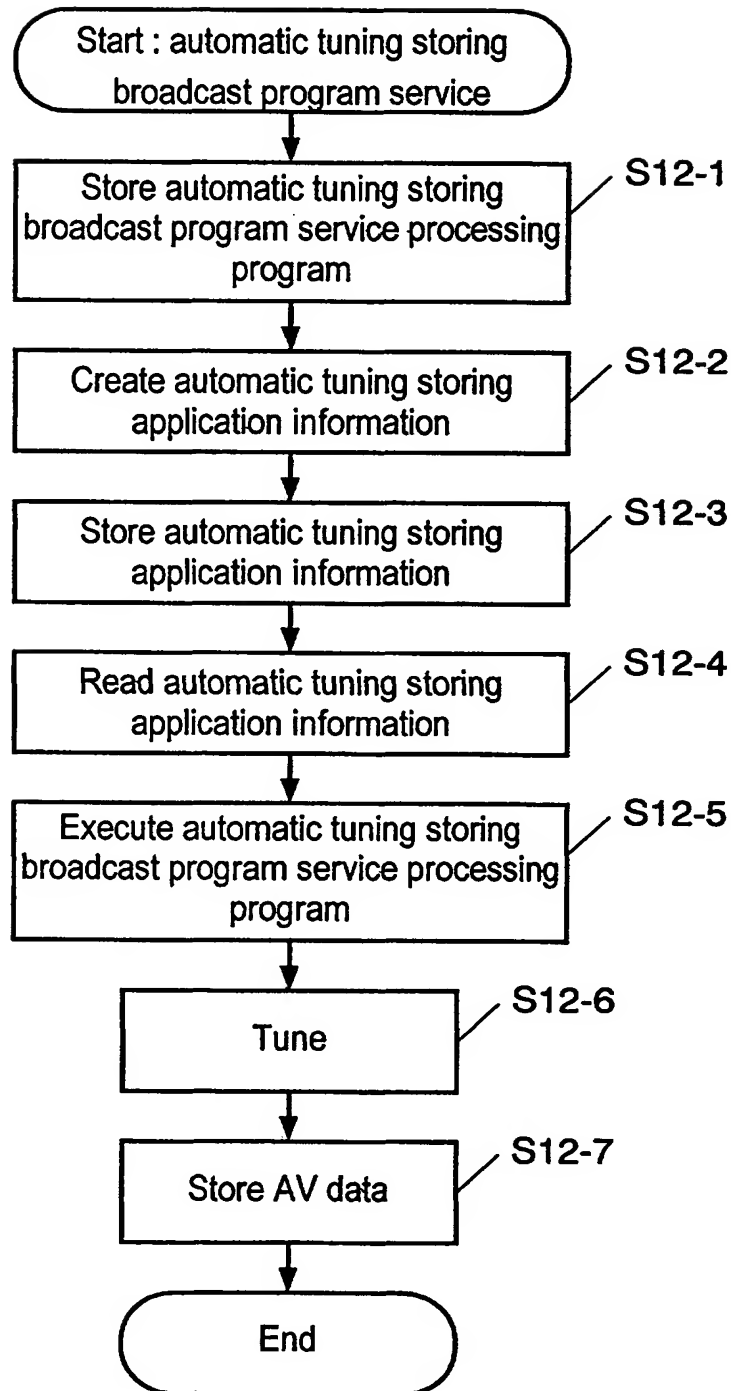 Start : automatic tuning storing
broadcast program service
S12-1
Store automatic tuning storing
broadcast program service processing
program
S12-2
Create automatic tuning storing
application information
S12-3
Store automatic tuning storing
application information
S12-4
Read automatic tuning storing
application information
S12-5
Execute automatic tuning storing
broadcast program service processing
program
S12-6
Tune
S12-7
Store AV data
End